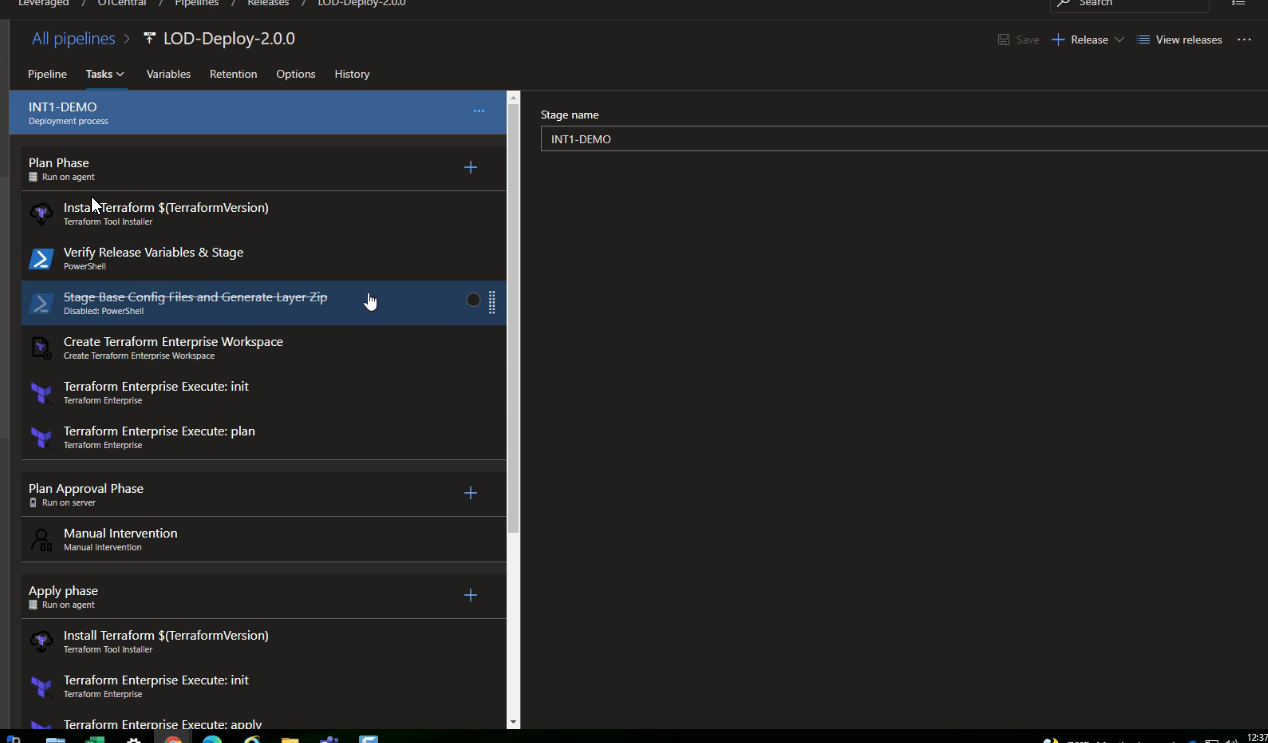 Leveraged / OTCentral / Pipelines / Releases / LOD-Deploy-2.0.0
Search
All pipelines > LOD-Deploy-2.0.0
Save
Release
View releases
Pipeline
Tasks
Variables
Retention
Options
History
INT1-DEMO
Deployment process
Stage name
INT1-DEMO
Plan Phase
Run on agent
Install Terraform $(TerraformVersion)
Terraform Tool Installer
Verify Release Variables & Stage
PowerShell
Stage Base Config Files and Generate Layer Zip
Disabled: PowerShell
Create Terraform Enterprise Workspace
Create Terraform Enterprise Workspace
Terraform Enterprise Execute: init
Terraform Enterprise
Terraform Enterprise Execute: plan
Terraform Enterprise
Plan Approval Phase
Run on server
Manual Intervention
Manual intervention
Apply phase
Run on agent
Install Terraform $(TerraformVersion)
Terraform Tool Installer
Terraform Enterprise Execute: init
Terraform Enterprise
Terraform Enterprise Execute: apply
12:37